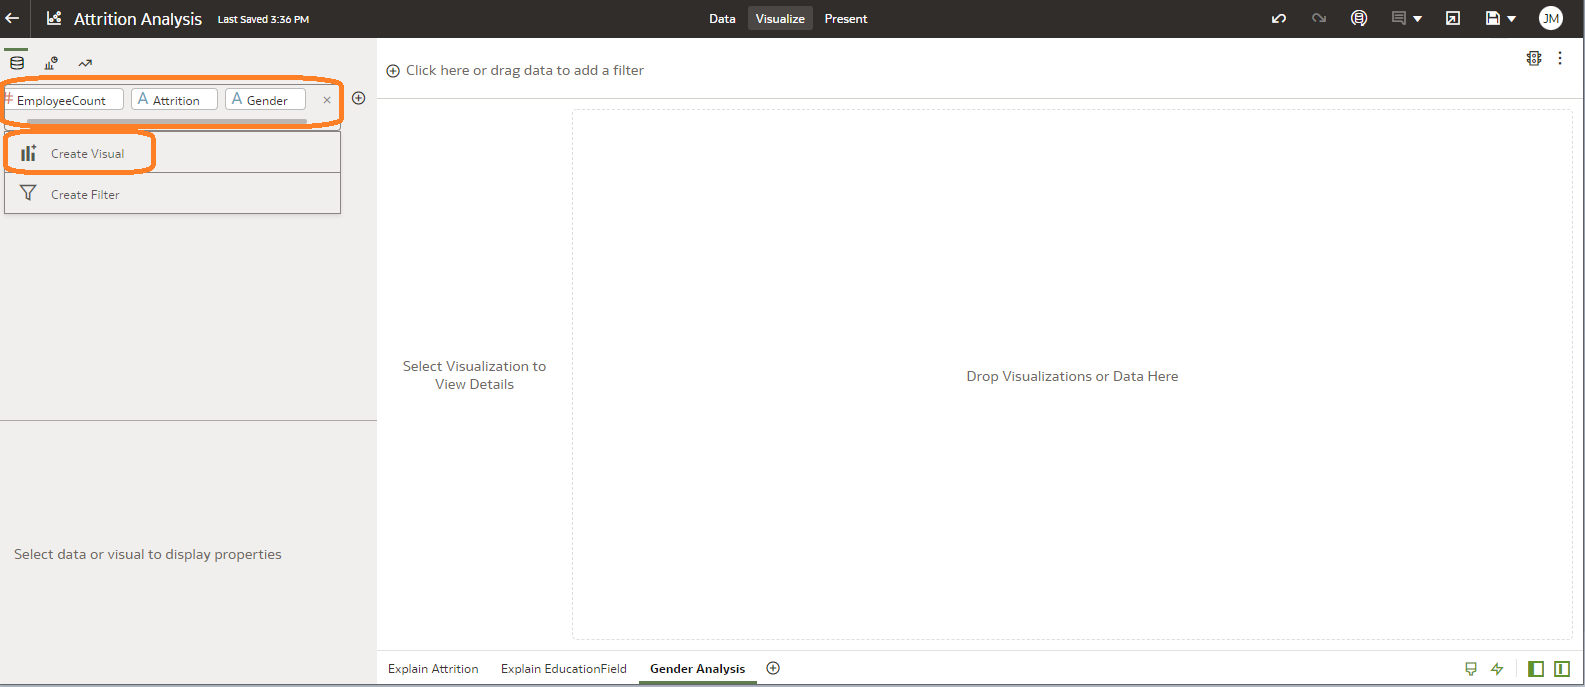 Attrition Analysis Last Saved 3:36 PM Data Visualize Present JM
Click here or drag data to add a filter
# EmployeeCount A Attrition A Gender ×
Create Visual
Create Filter
Select Visualization to
View Details
Drop Visualizations or Data Here
Select data or visual to display properties
Explain Attrition Explain EducationField Gender Analysis